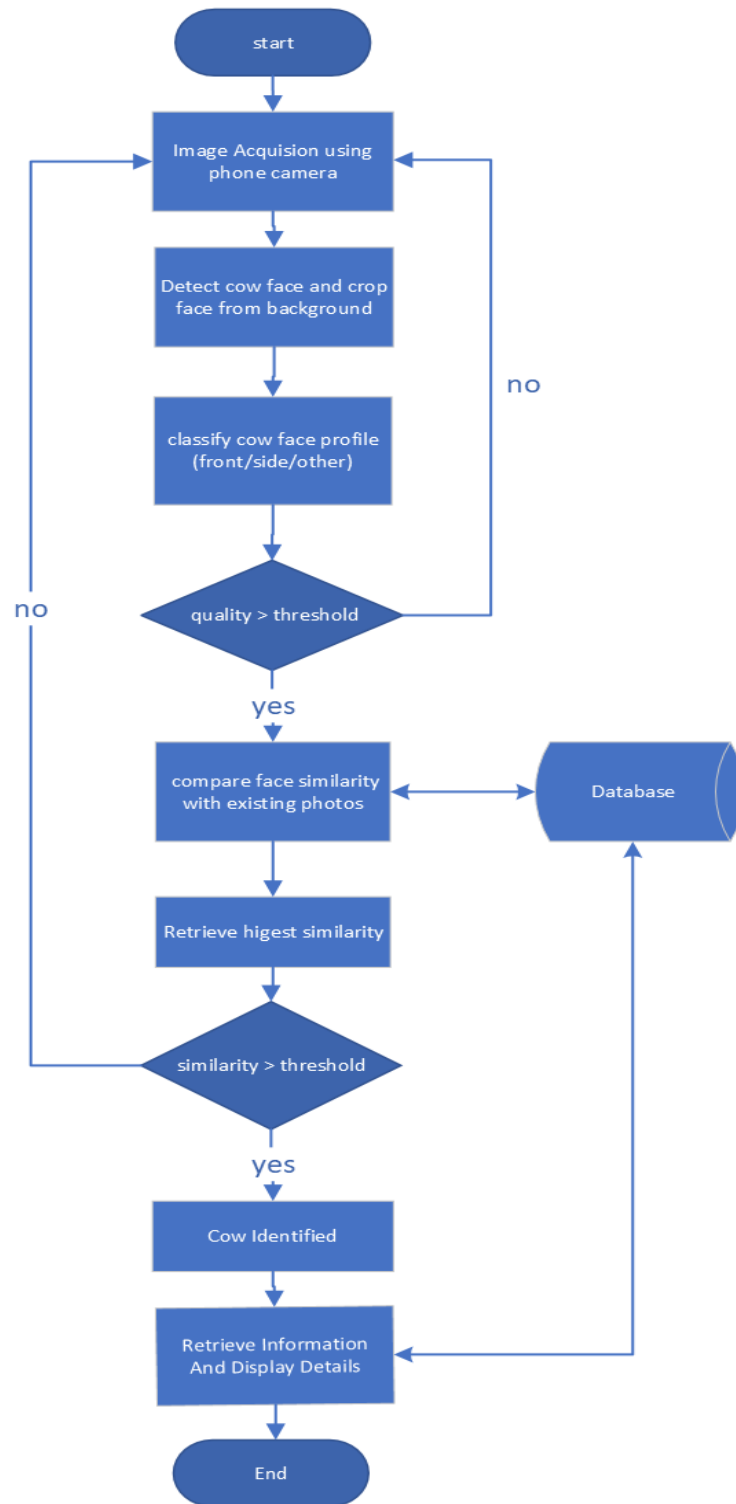 start
Image Acquision using
phone camera
Detect cow face and crop
face from background
no
classify cow face profile
(front/side/other)
no
quality > threshold
yes
compare face similarity
with existing photos
Database
Retrieve higest similarity
similarity > threshold
yes
Cow Identified
Retrieve Information
And Display Details
End